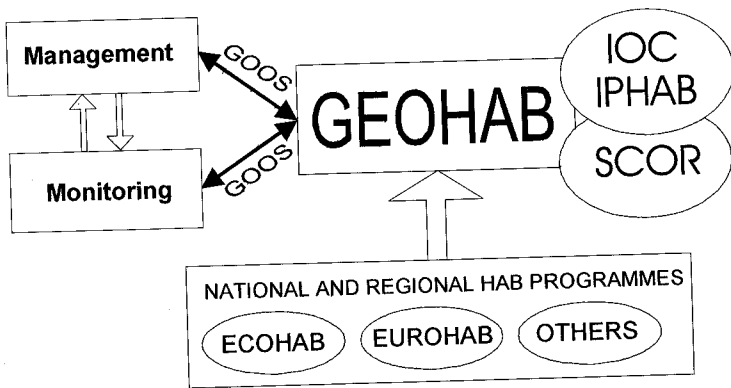 Management
Monitoring
GOOS
GOOS
GEOHAB
IOC
IPHAB
SCOR
NATIONAL AND REGIONAL HAB PROGRAMMES
ECOHAB
EUROHAB
OTHERS